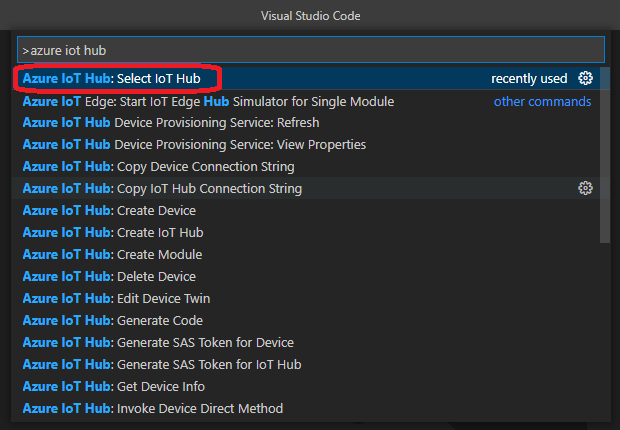 Visual Studio Code
>azure iot hub
Azure IoT Hub: Select IoT Hub recently used
Azure IoT Edge: Start IoT Edge Hub Simulator for Single Module other commands
Azure IoT Hub Device Provisioning Service: Refresh
Azure IoT Hub Device Provisioning Service: View Properties
Azure IoT Hub: Copy Device Connection String
Azure IoT Hub: Copy IoT Hub Connection String
Azure IoT Hub: Create Device
Azure IoT Hub: Create IoT Hub
Azure IoT Hub: Create Module
Azure IoT Hub: Delete Device
Azure IoT Hub: Edit Device Twin
Azure IoT Hub: Generate Code
Azure IoT Hub: Generate SAS Token for Device
Azure IoT Hub: Generate SAS Token for IoT Hub
Azure IoT Hub: Get Device Info
Azure IoT Hub: Invoke Device Direct Method